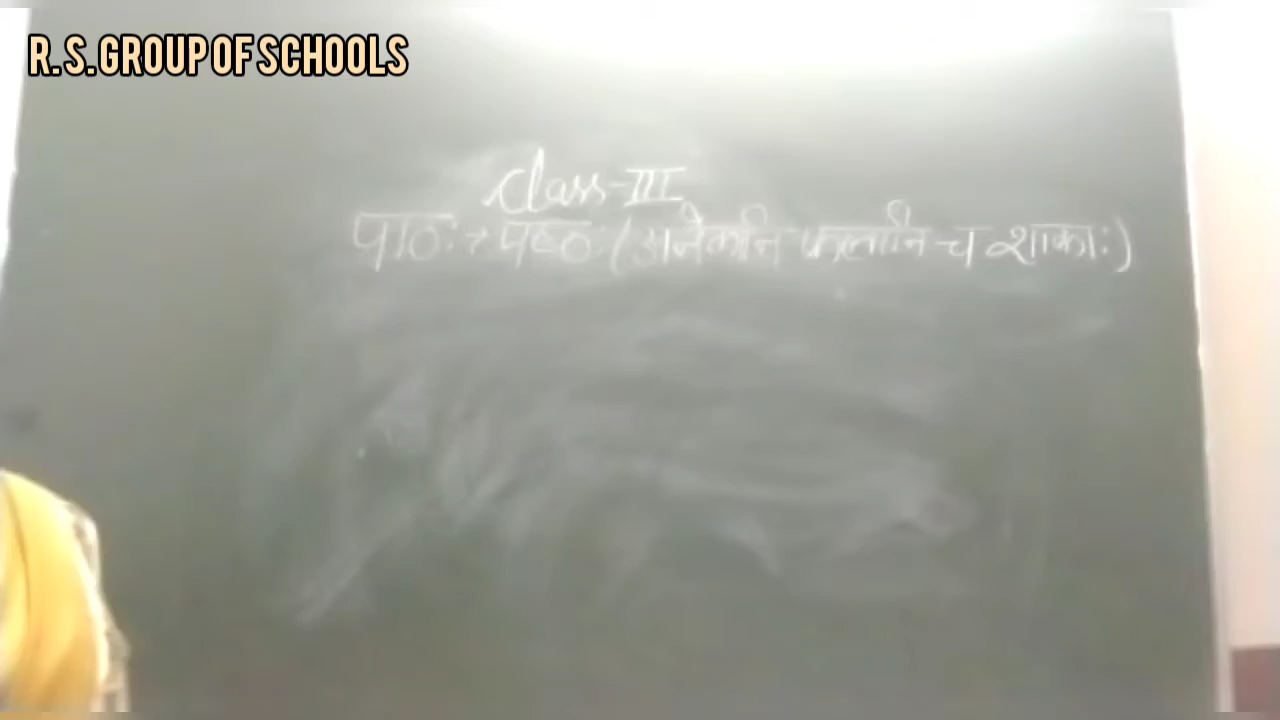 R. S. GROUP OF SCHOOLS
Class-III
पाठः → षष्ठः (अनेकानि फलानि च शाकाः)